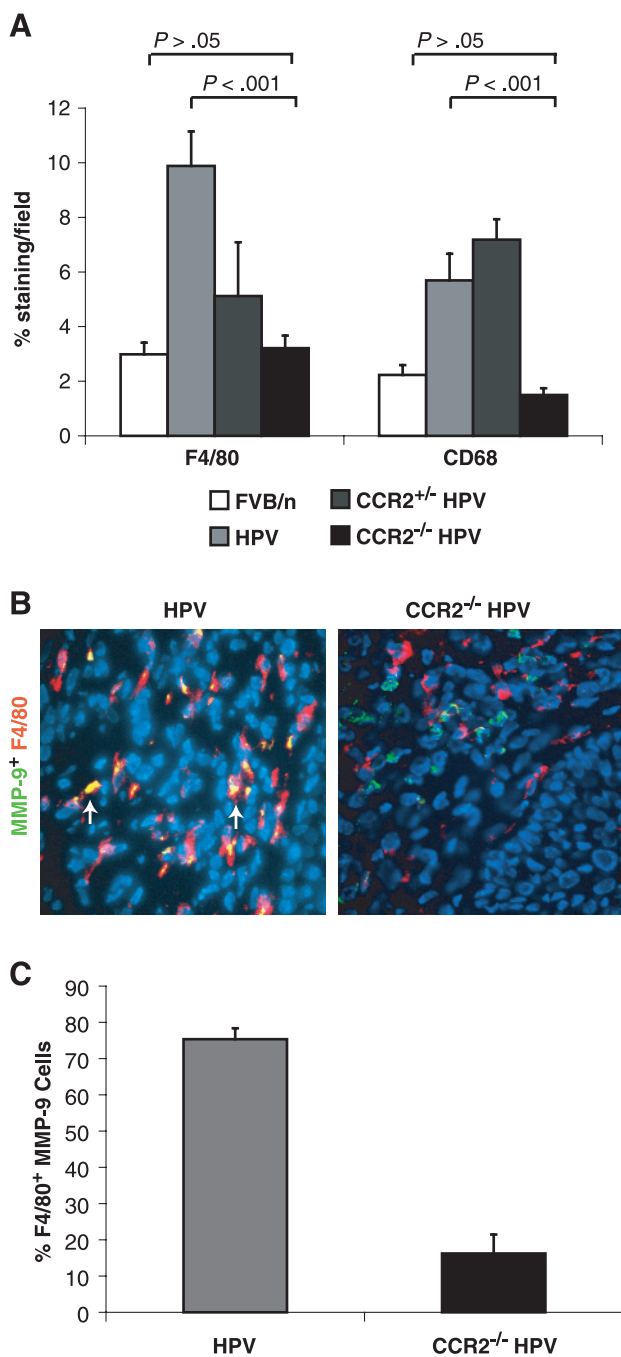 A
P > .05
P > .05
P < .001
P < .001
% staining/field
12
10
8
6
4
2
0
F4/80
CD68
FVB/n
CCR2+/- HPV
HPV
CCR2-/- HPV
B
HPV
CCR2-/- HPV
MMP-9+ F4/80
C
% F4/80+ MMP-9 Cells
90
80
70
60
50
40
30
20
10
0
HPV
CCR2-/- HPV